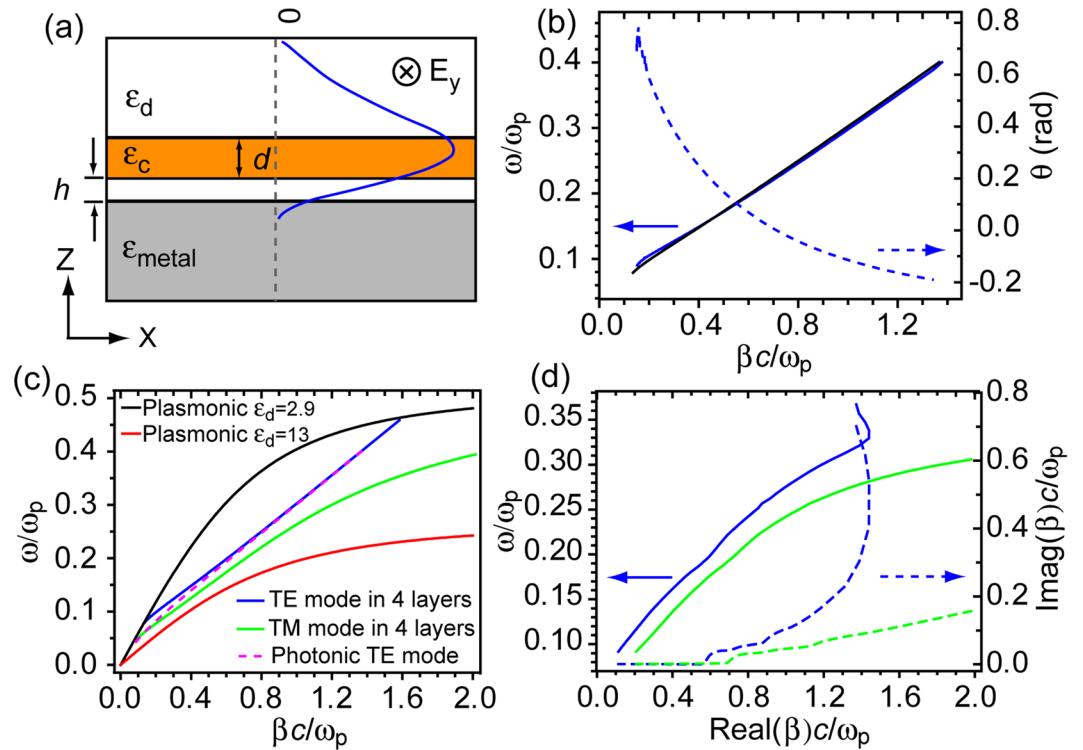 (a)
0
⊗ E_y
ε_d
ε_c
d
h
ε_metal
Z
X
(b)
0.4
0.3
0.2
0.1
ω/ω_p
0.8
0.6
0.4
0.2
0.0
-0.2
θ (rad)
0.0 0.4 0.8 1.2
βc/ω_p
(c)
0.5
0.4
0.3
0.2
0.1
0.0
ω/ω_p
Plasmonic ε_d=2.9
Plasmonic ε_d=13
TE mode in 4 layers
TM mode in 4 layers
Photonic TE mode
0.0 0.4 0.8 1.2 1.6 2.0
βc/ω_p
(d)
0.35
0.30
0.25
0.20
0.15
0.10
ω/ω_p
0.8
0.6
0.4
0.2
0.0
Imag(β)c/ω_p
0.0 0.4 0.8 1.2 1.6 2.0
Real(β)c/ω_p